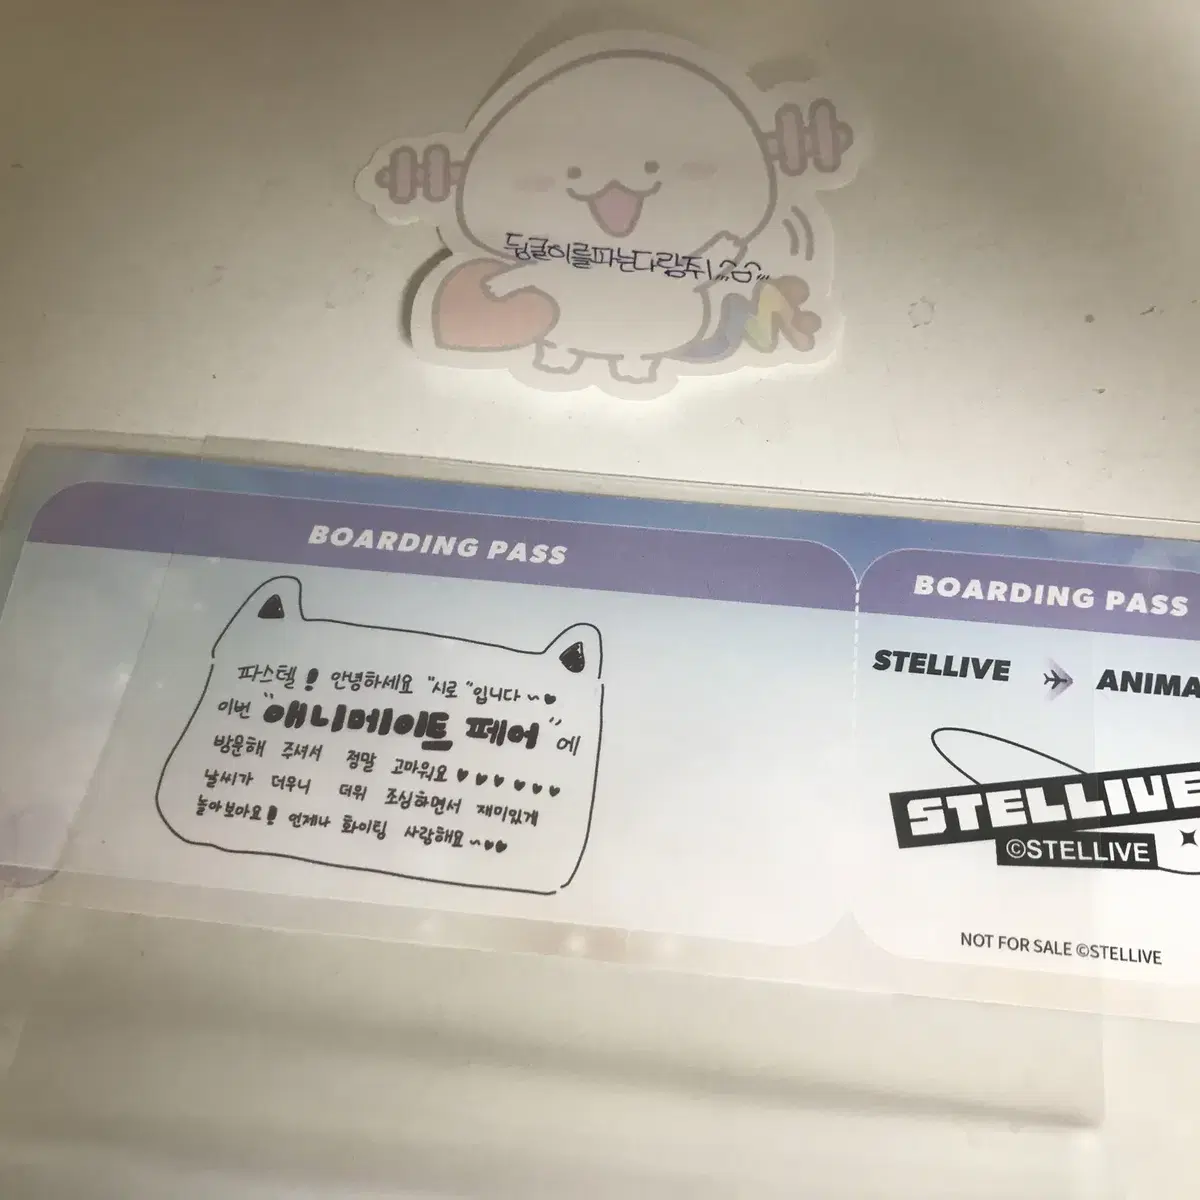 뒹굴이를파는다람쥐!,,,^ㅁ^,,,
BOARDING PASS
파스텔! 안녕하세요 "시로"입니다~♥
이번 "애니메이트 페어"에
방문해 주셔서 정말 고마워요♥♥♥♥♥♥
날씨가 더우니 더위 조심하면서 재미있게
놀아보아요! 언제나 화이팅 사랑해요~♥♥
BOARDING PASS
STELLIVE ANIMA
STELLIVE
©STELLIVE
NOT FOR SALE ©STELLIVE